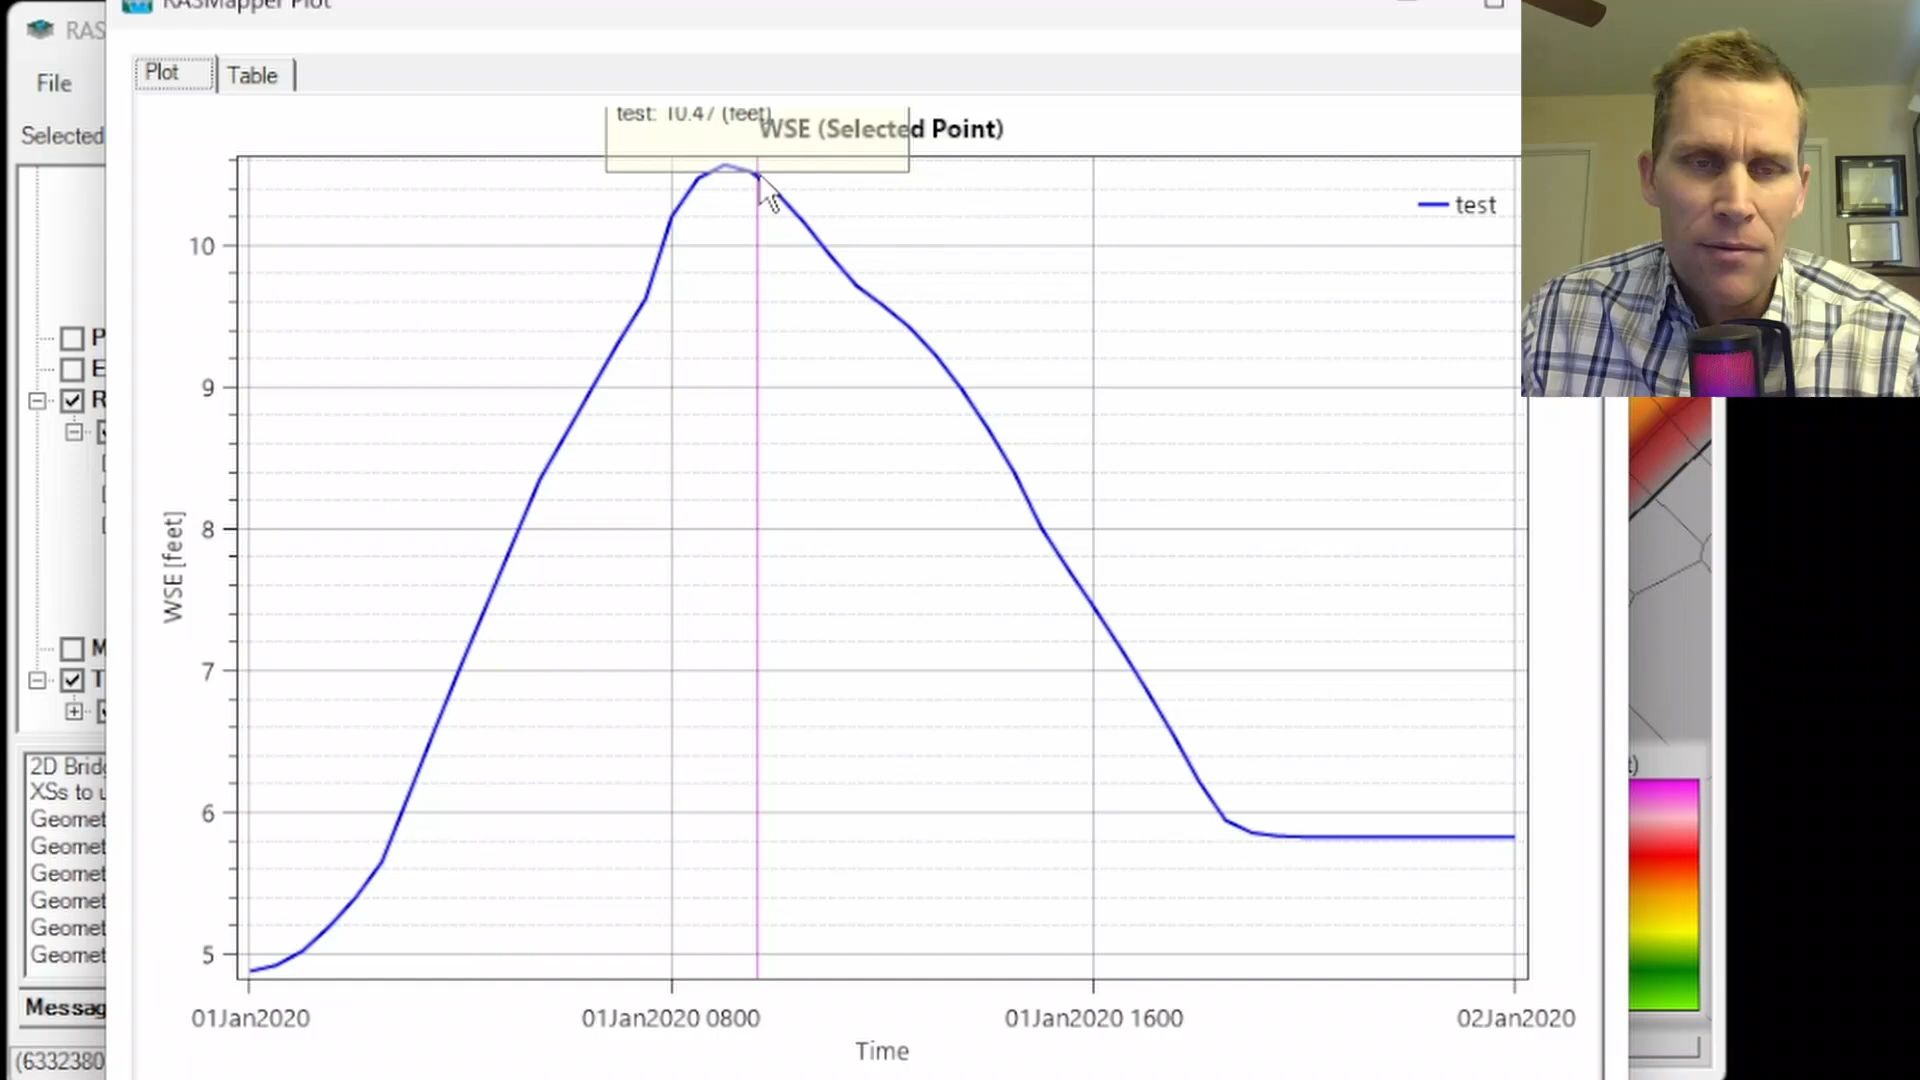 RASMapper Plot
RAS
File
Selected
Plot
Table
test: 10.47 (feet)
WSE (Selected Point)
test
10
9
8
7
6
5
WSE [feet]
01Jan2020
01Jan2020 0800
01Jan2020 1600
02Jan2020
Time
P
E
R
M
T
2D Bridg
XSs to u
Geomet
Geomet
Geomet
Geomet
Geomet
Geomet
Messag
(6332380
t)